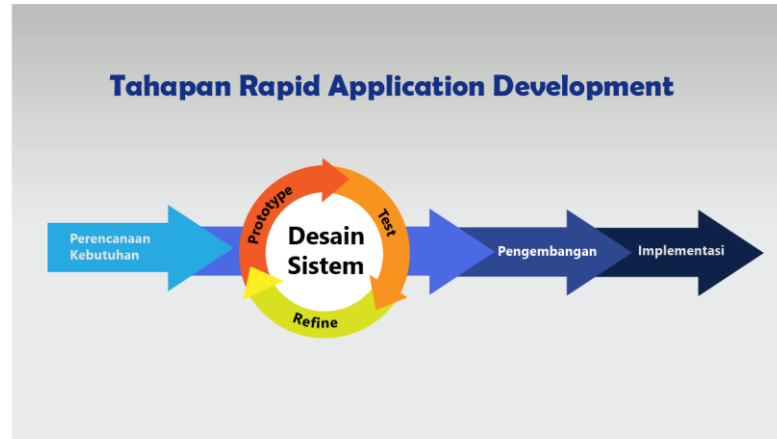 Tahapan Rapid Application Development
Perencanaan
Kebutuhan
Prototype
Test
Refine
Desain
Sistem
Pengembangan
Implementasi